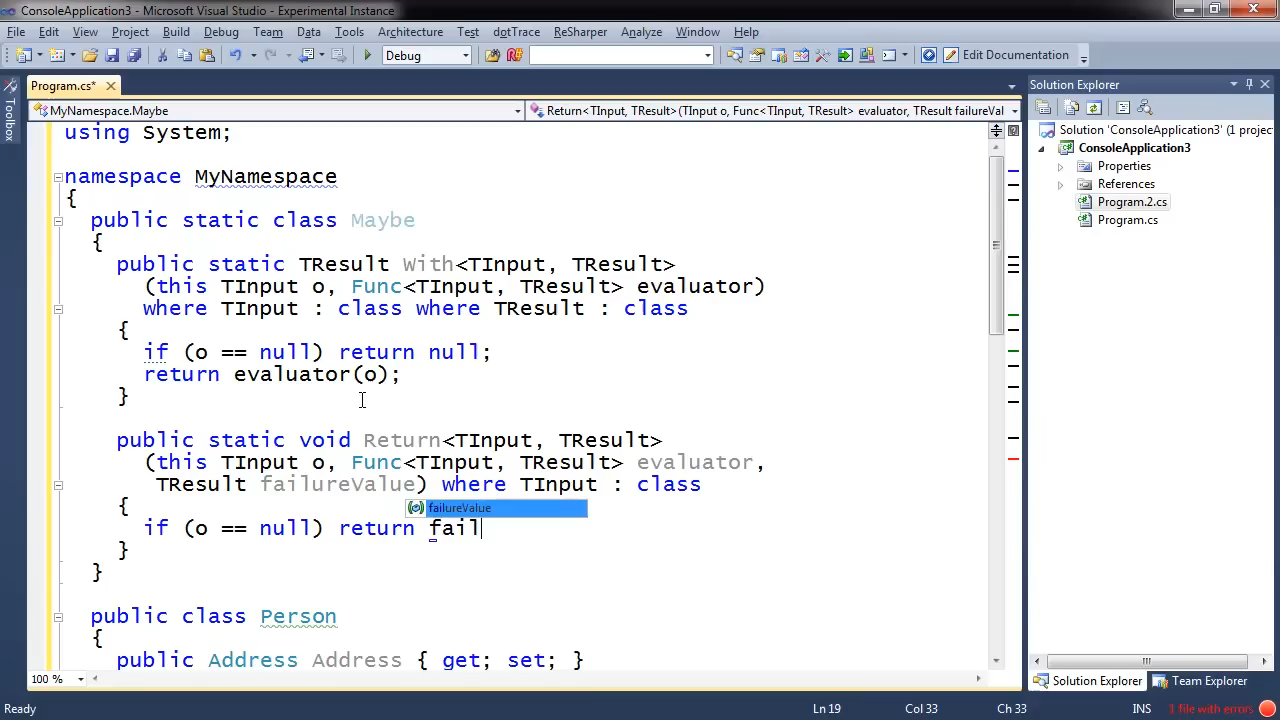 ConsoleApplication3 - Microsoft Visual Studio - Experimental Instance
File Edit View Project Build Debug Team Data Tools Architecture Test dotTrace ReSharper Analyze Window Help
Debug
Edit Documentation
Toolbox
Program.cs*
MyNamespace.Maybe
Return<TInput, TResult>(this TInput o, Func<TInput, TResult> evaluator, TResult failureVal
using System;
namespace MyNamespace
{
public static class Maybe
{
public static TResult With<TInput, TResult>
(this TInput o, Func<TInput, TResult> evaluator)
where TInput : class where TResult : class
{
if (o == null) return null;
return evaluator(o);
}
public static void Return<TInput, TResult>
(this TInput o, Func<TInput, TResult> evaluator,
TResult failureValue) where TInput : class
{
failureValue
if (o == null) return fail
}
}
public class Person
{
public Address Address { get; set; }
100 %
Solution Explorer
Solution 'ConsoleApplication3' (1 projec
ConsoleApplication3
Properties
References
Program.2.cs
Program.cs
Solution Explorer Team Explorer
Ready
Ln 19 Col 33 Ch 33 INS 1 file with errors